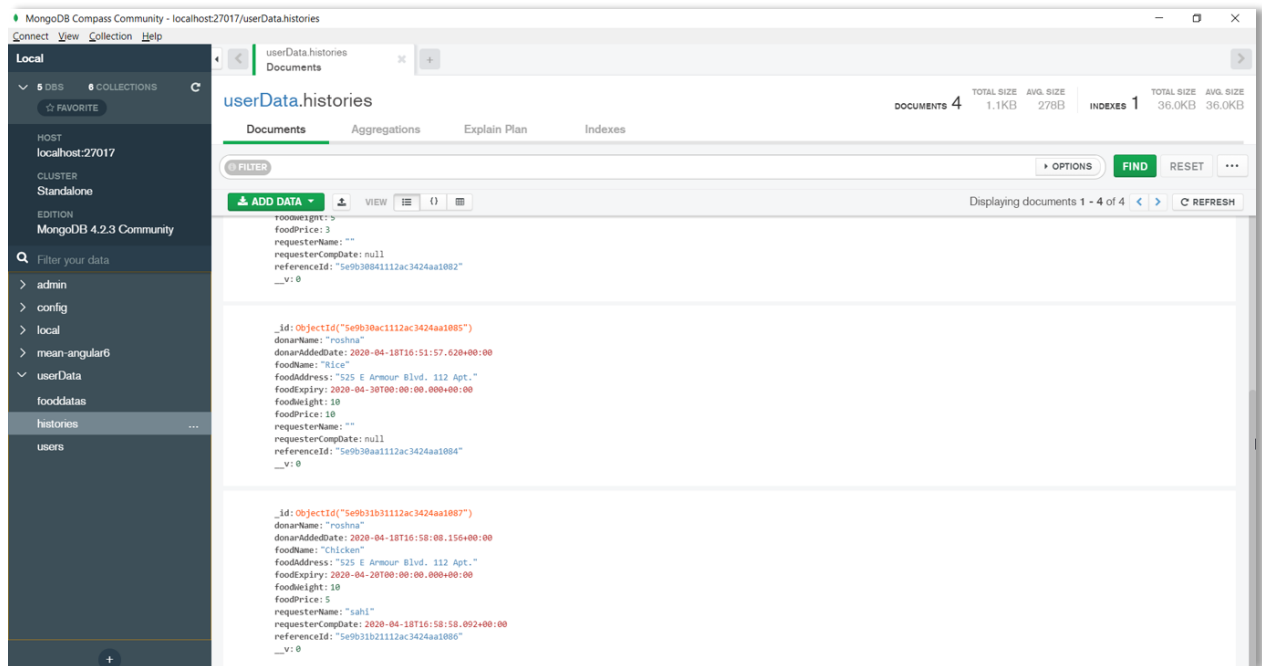 MongoDB Compass Community - localhost:27017/userData.histories
Connect View Collection Help
Local
5 DBS 6 COLLECTIONS
FAVORITE
HOST
localhost:27017
CLUSTER
Standalone
EDITION
MongoDB 4.2.3 Community
Filter your data
admin
config
local
mean-angular6
userData
fooddatas
histories
users
userData.histories
Documents
userData.histories
DOCUMENTS 4 TOTAL SIZE 1.1KB AVG. SIZE 278B INDEXES 1 TOTAL SIZE 36.0KB AVG. SIZE 36.0KB
Documents Aggregations Explain Plan Indexes
FILTER OPTIONS FIND RESET ...
ADD DATA VIEW {} Displaying documents 1 - 4 of 4 < > REFRESH
foodWeight: 5
foodPrice: 3
requesterName: ""
requesterCompDate: null
referenceId: "5e9b30841112ac3424aa1082"
__v: 0
_id: ObjectId("5e9b30ac1112ac3424aa1085")
donarName: "roshna"
donarAddedDate: 2020-04-18T16:51:57.620+00:00
foodName: "Rice"
foodAddress: "525 E Armour Blvd. 112 Apt."
foodExpiry: 2020-04-30T00:00:00.000+00:00
foodWeight: 10
foodPrice: 10
requesterName: ""
requesterCompDate: null
referenceId: "5e9b30aa1112ac3424aa1084"
__v: 0
_id: ObjectId("5e9b31b31112ac3424aa1087")
donarName: "roshna"
donarAddedDate: 2020-04-18T16:58:08.156+00:00
foodName: "Chicken"
foodAddress: "525 E Armour Blvd. 112 Apt."
foodExpiry: 2020-04-20T00:00:00.000+00:00
foodWeight: 10
foodPrice: 5
requesterName: "sahi"
requesterCompDate: 2020-04-18T16:58:58.092+00:00
referenceId: "5e9b31b21112ac3424aa1086"
__v: 0